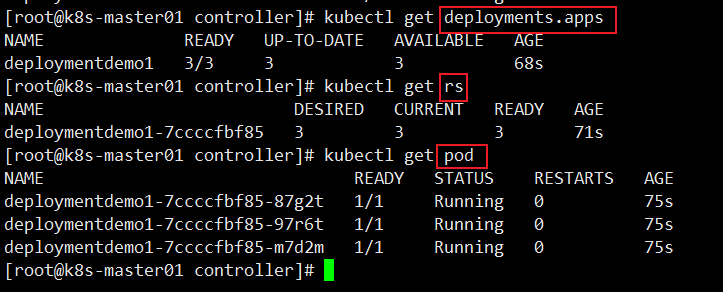 [root@k8s-master01 controller]# kubectl get deployments.apps
NAME READY UP-TO-DATE AVAILABLE AGE
deploymentdemo1 3/3 3 3 68s
[root@k8s-master01 controller]# kubectl get rs
NAME DESIRED CURRENT READY AGE
deploymentdemo1-7ccccfbf85 3 3 3 71s
[root@k8s-master01 controller]# kubectl get pod
NAME READY STATUS RESTARTS AGE
deploymentdemo1-7ccccfbf85-87g2t 1/1 Running 0 75s
deploymentdemo1-7ccccfbf85-97r6t 1/1 Running 0 75s
deploymentdemo1-7ccccfbf85-m7d2m 1/1 Running 0 75s
[root@k8s-master01 controller]#